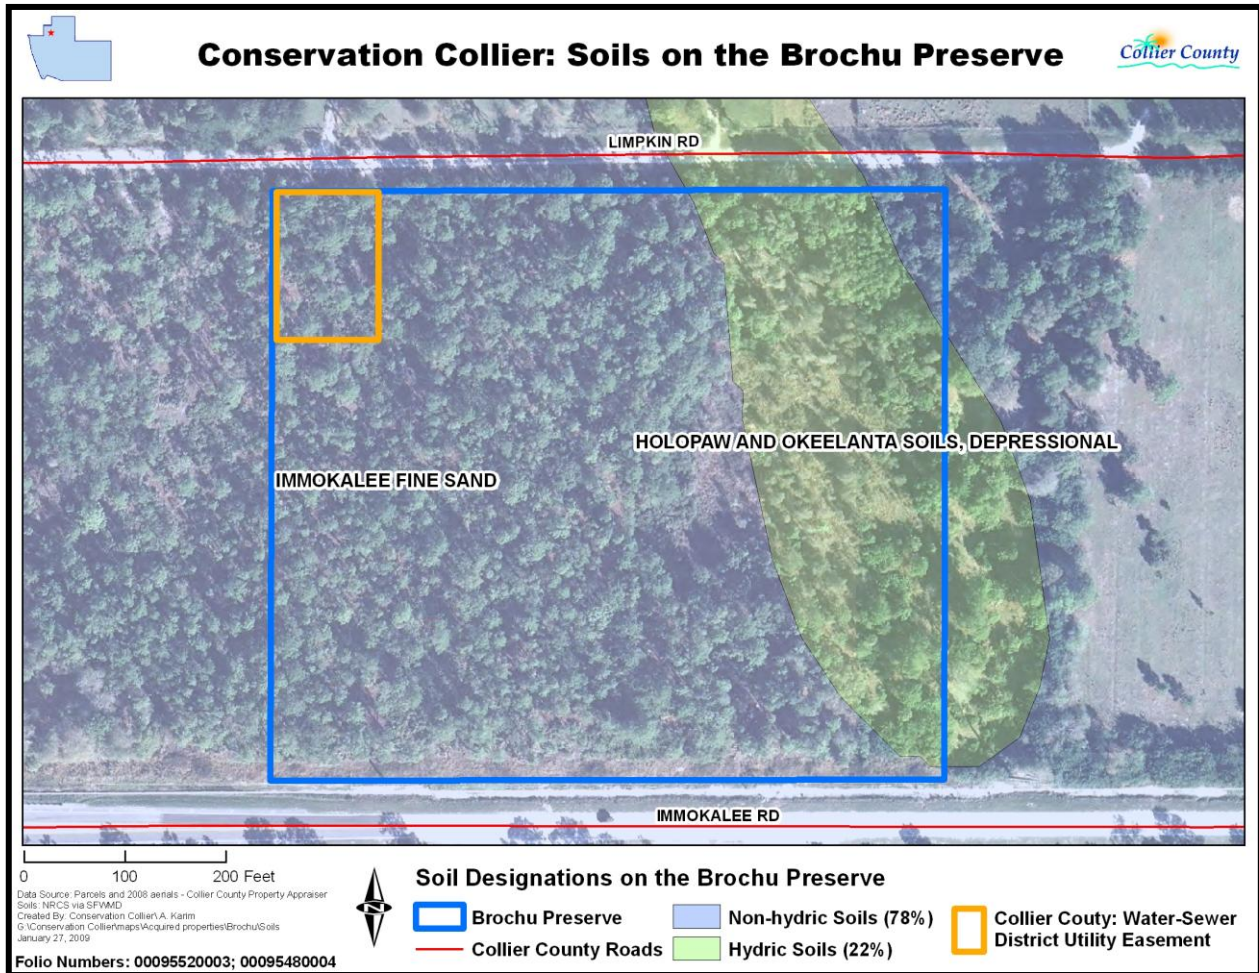 Conservation Collier: Soils on the Brochu Preserve
Collier County
LIMPKIN RD
HOLOPAW AND OKEELANTA SOILS, DEPRESSIONAL
IMMOKALEE FINE SAND
IMMOKALEE RD
0 100 200 Feet
Data Source: Parcels and 2008 aerials - Collier County Property Appraiser
Soils: NRCS via SFWMD
Created By: Conservation Collier\ A. Karim
G:\Conservation Collier\maps\Acquired properties\Brochu\Soils
January 27, 2009
Folio Numbers: 00095520003; 00095480004
Soil Designations on the Brochu Preserve
Brochu Preserve
Collier County Roads
Non-hydric Soils (78%)
Hydric Soils (22%)
Collier Couty: Water-Sewer
District Utility Easement